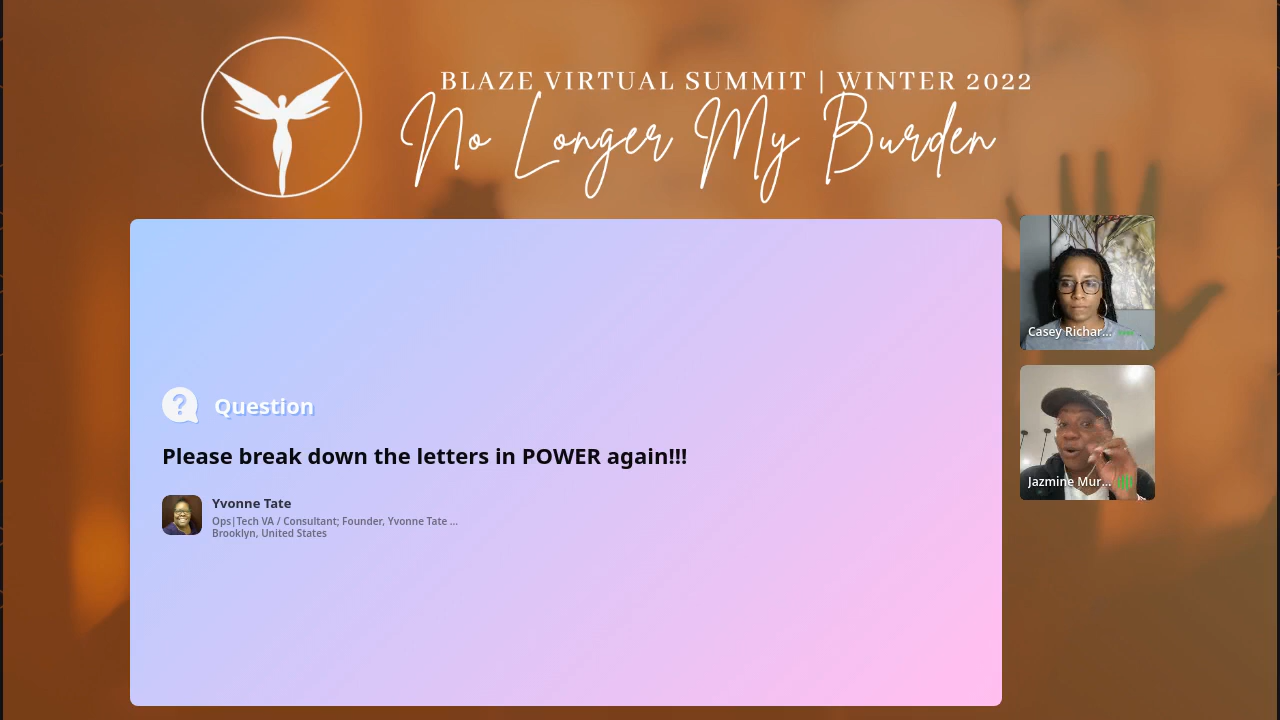 BLAZE VIRTUAL SUMMIT | WINTER 2022
No Longer My Burden
Question
Please break down the letters in POWER again!!!
Yvonne Tate
Ops|Tech VA / Consultant; Founder, Yvonne Tate ...
Brooklyn, United States
Casey Richar...
Jazmine Mur...